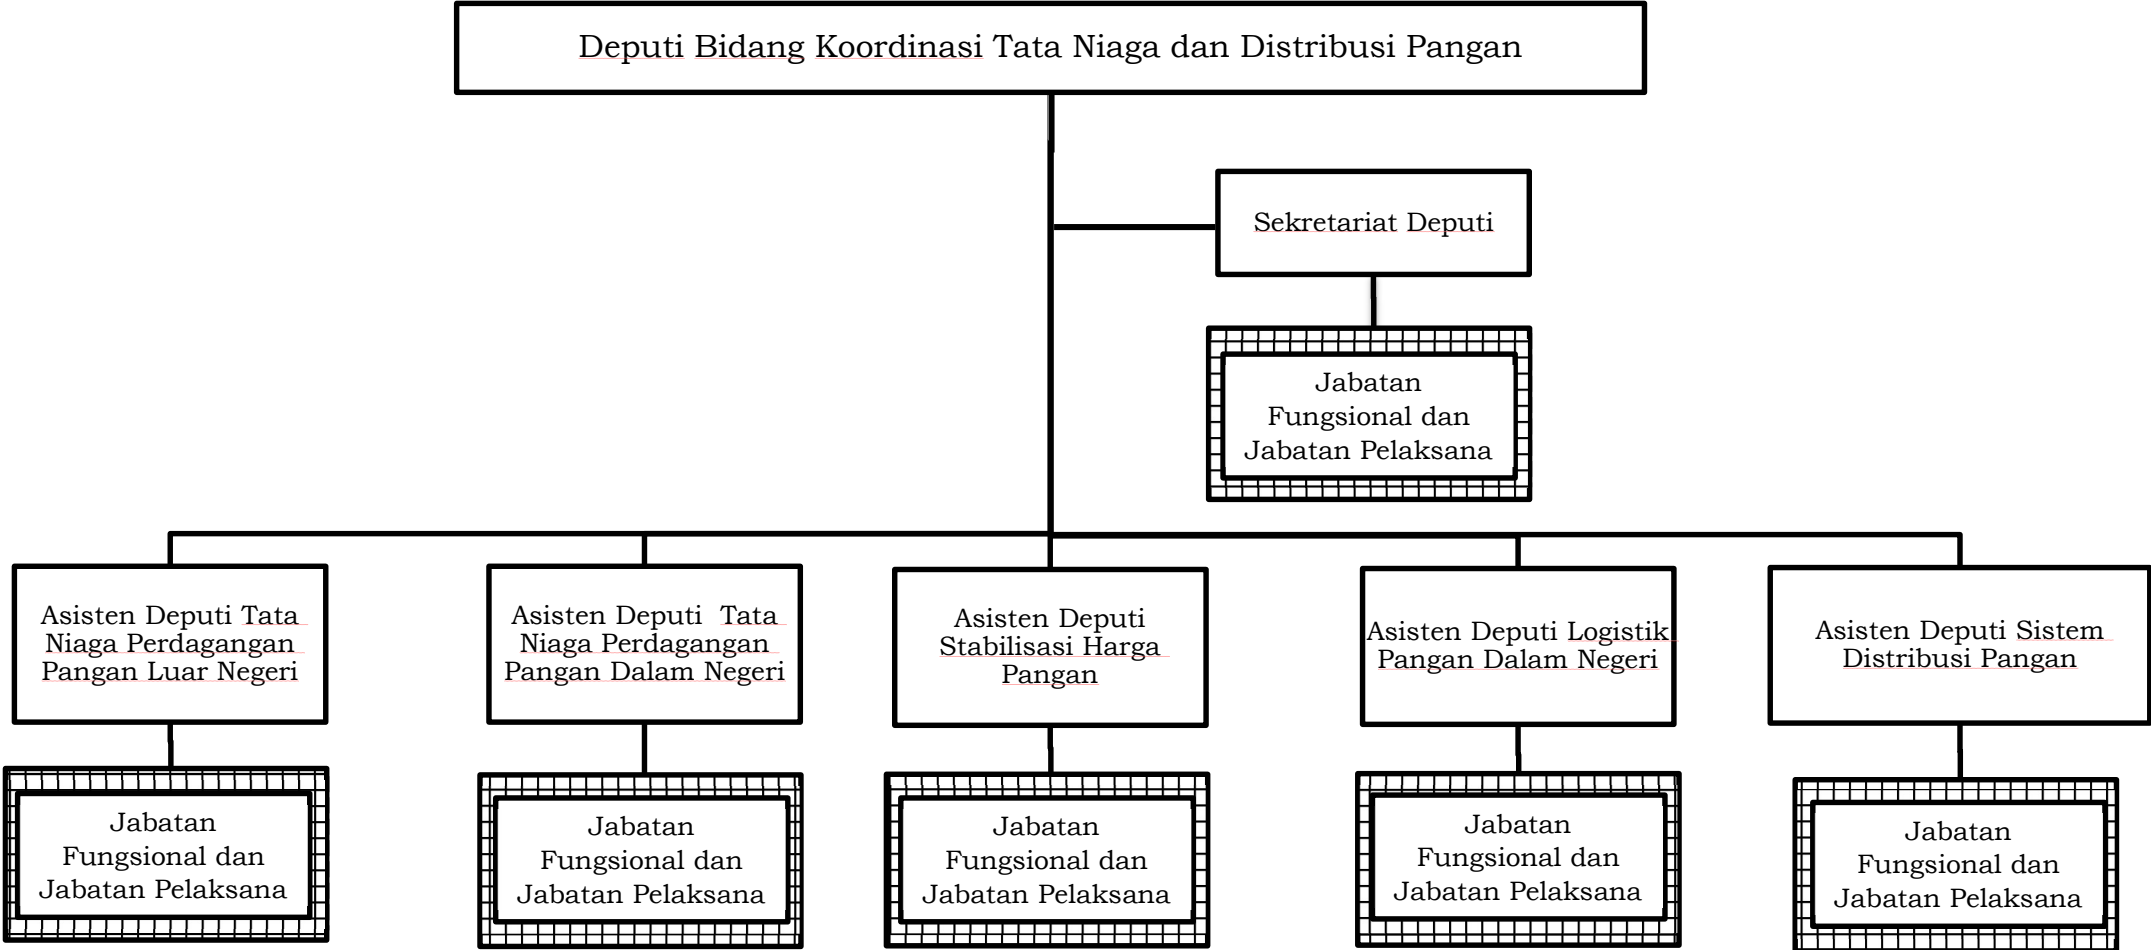 Deputi Bidang Koordinasi Tata Niaga dan Distribusi Pangan
Sekretariat Deputi
Jabatan
Fungsional dan
Jabatan Pelaksana
Asisten Deputi Tata
Niaga Perdagangan
Pangan Luar Negeri
Asisten Deputi Tata
Niaga Perdagangan
Pangan Dalam Negeri
Asisten Deputi
Stabilisasi Harga
Pangan
Asisten Deputi Logistik
Pangan Dalam Negeri
Asisten Deputi Sistem
Distribusi Pangan
Jabatan
Fungsional dan
Jabatan Pelaksana
Jabatan
Fungsional dan
Jabatan Pelaksana
Jabatan
Fungsional dan
Jabatan Pelaksana
Jabatan
Fungsional dan
Jabatan Pelaksana
Jabatan
Fungsional dan
Jabatan Pelaksana